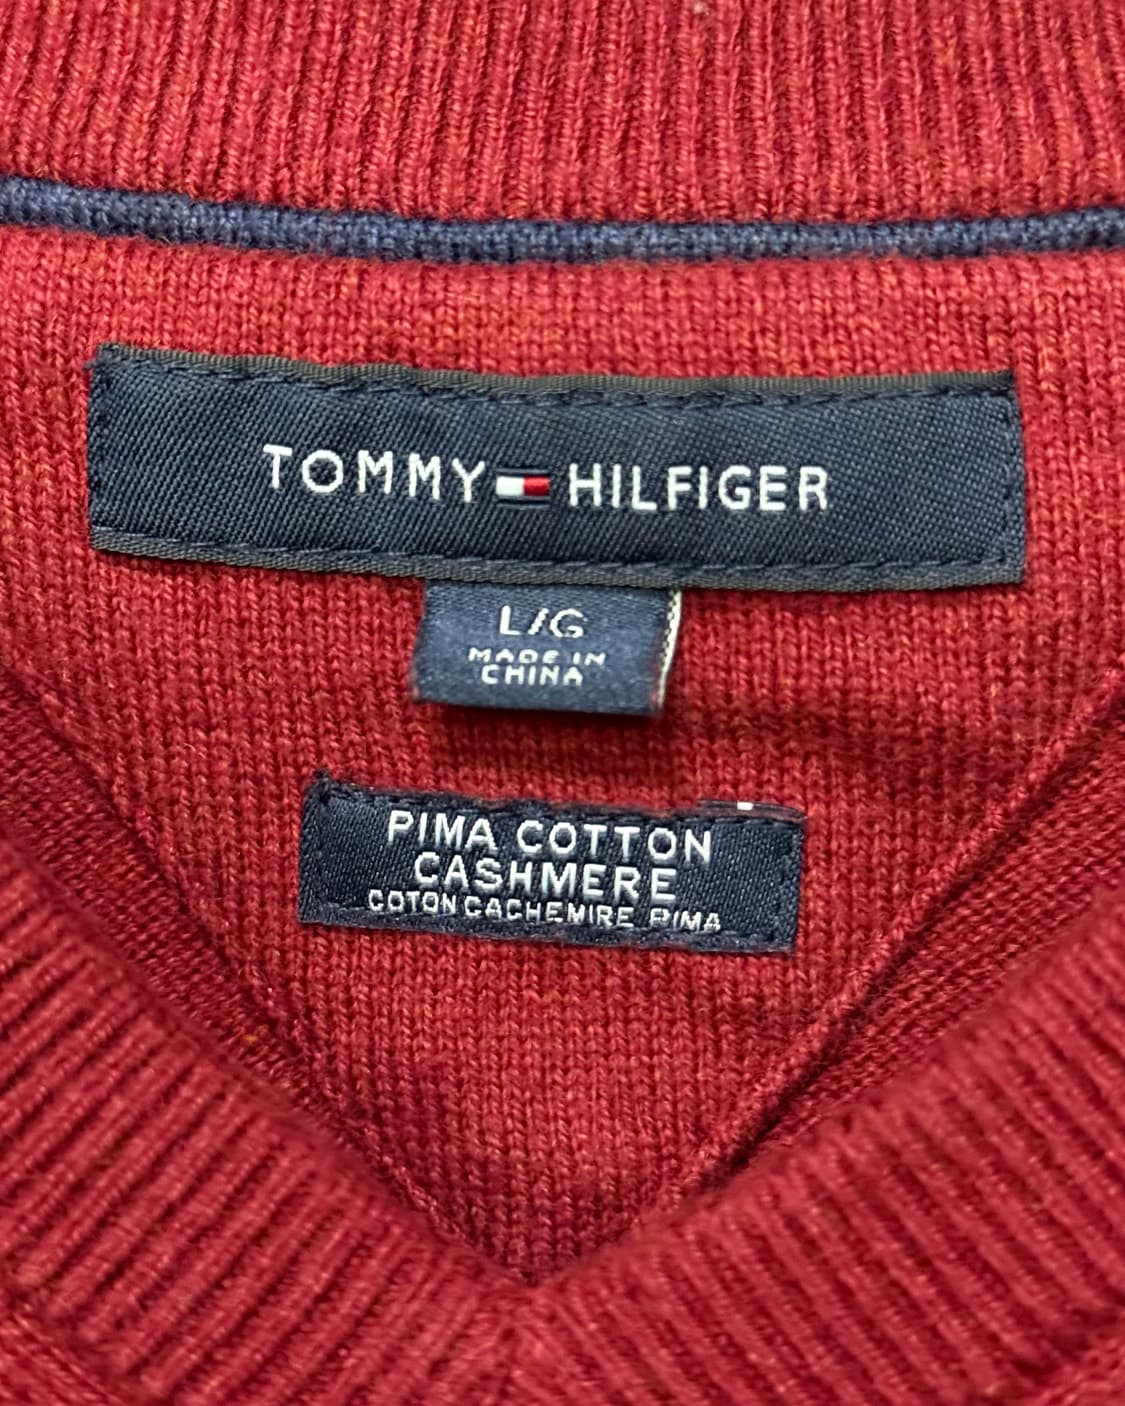 TOMMY HILFIGER
L/G
MADE IN
CHINA
PIMA COTTON
CASHMERE
COTON CACHEMIRE PIMA